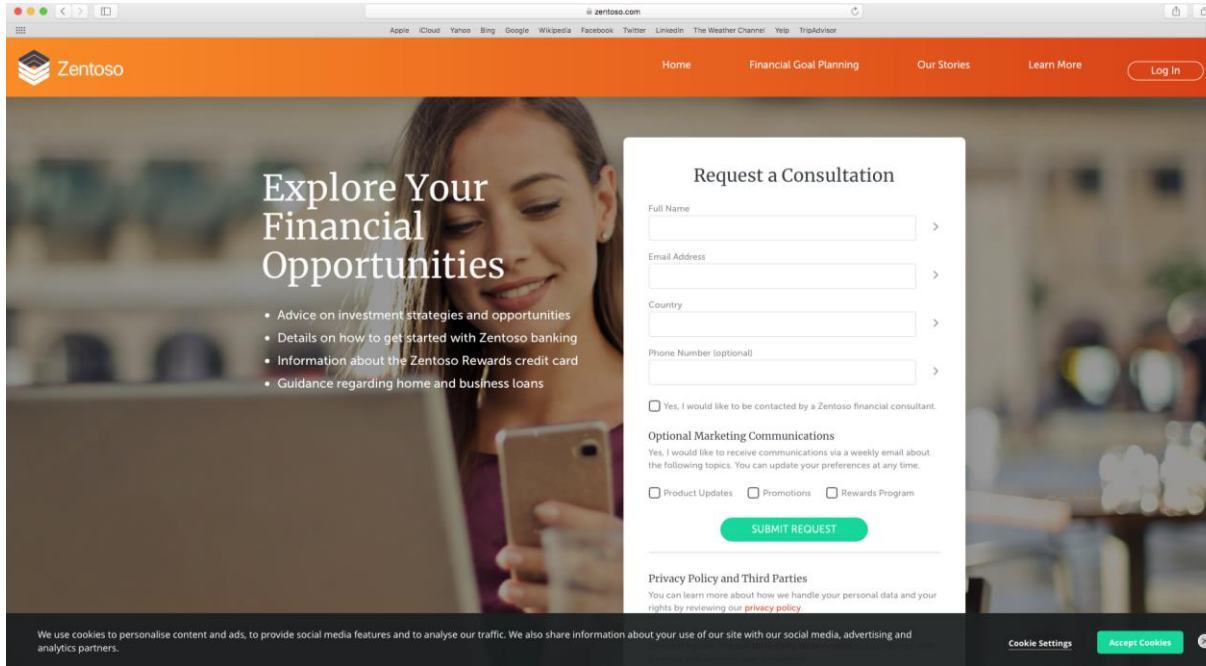 zentoso.com
Apple iCloud Yahoo Bing Google Wikipedia Facebook Twitter LinkedIn The Weather Channel Yelp TripAdvisor
Zentoso
Home Financial Goal Planning Our Stories Learn More Log In
Explore Your
Financial
Opportunities
• Advice on investment strategies and opportunities
• Details on how to get started with Zentoso banking
• Information about the Zentoso Rewards credit card
• Guidance regarding home and business loans
Request a Consultation
Full Name
Email Address
Country
Phone Number (optional)
Yes, I would like to be contacted by a Zentoso financial consultant.
Optional Marketing Communications
Yes, I would like to receive communications via a weekly email about
the following topics. You can update your preferences at any time.
Product Updates Promotions Rewards Program
SUBMIT REQUEST
Privacy Policy and Third Parties
You can learn more about how we handle your personal data and your
rights by reviewing our privacy policy.
We use cookies to personalise content and ads, to provide social media features and to analyse our traffic. We also share information about your use of our site with our social media, advertising and
analytics partners.
Cookie Settings Accept Cookies